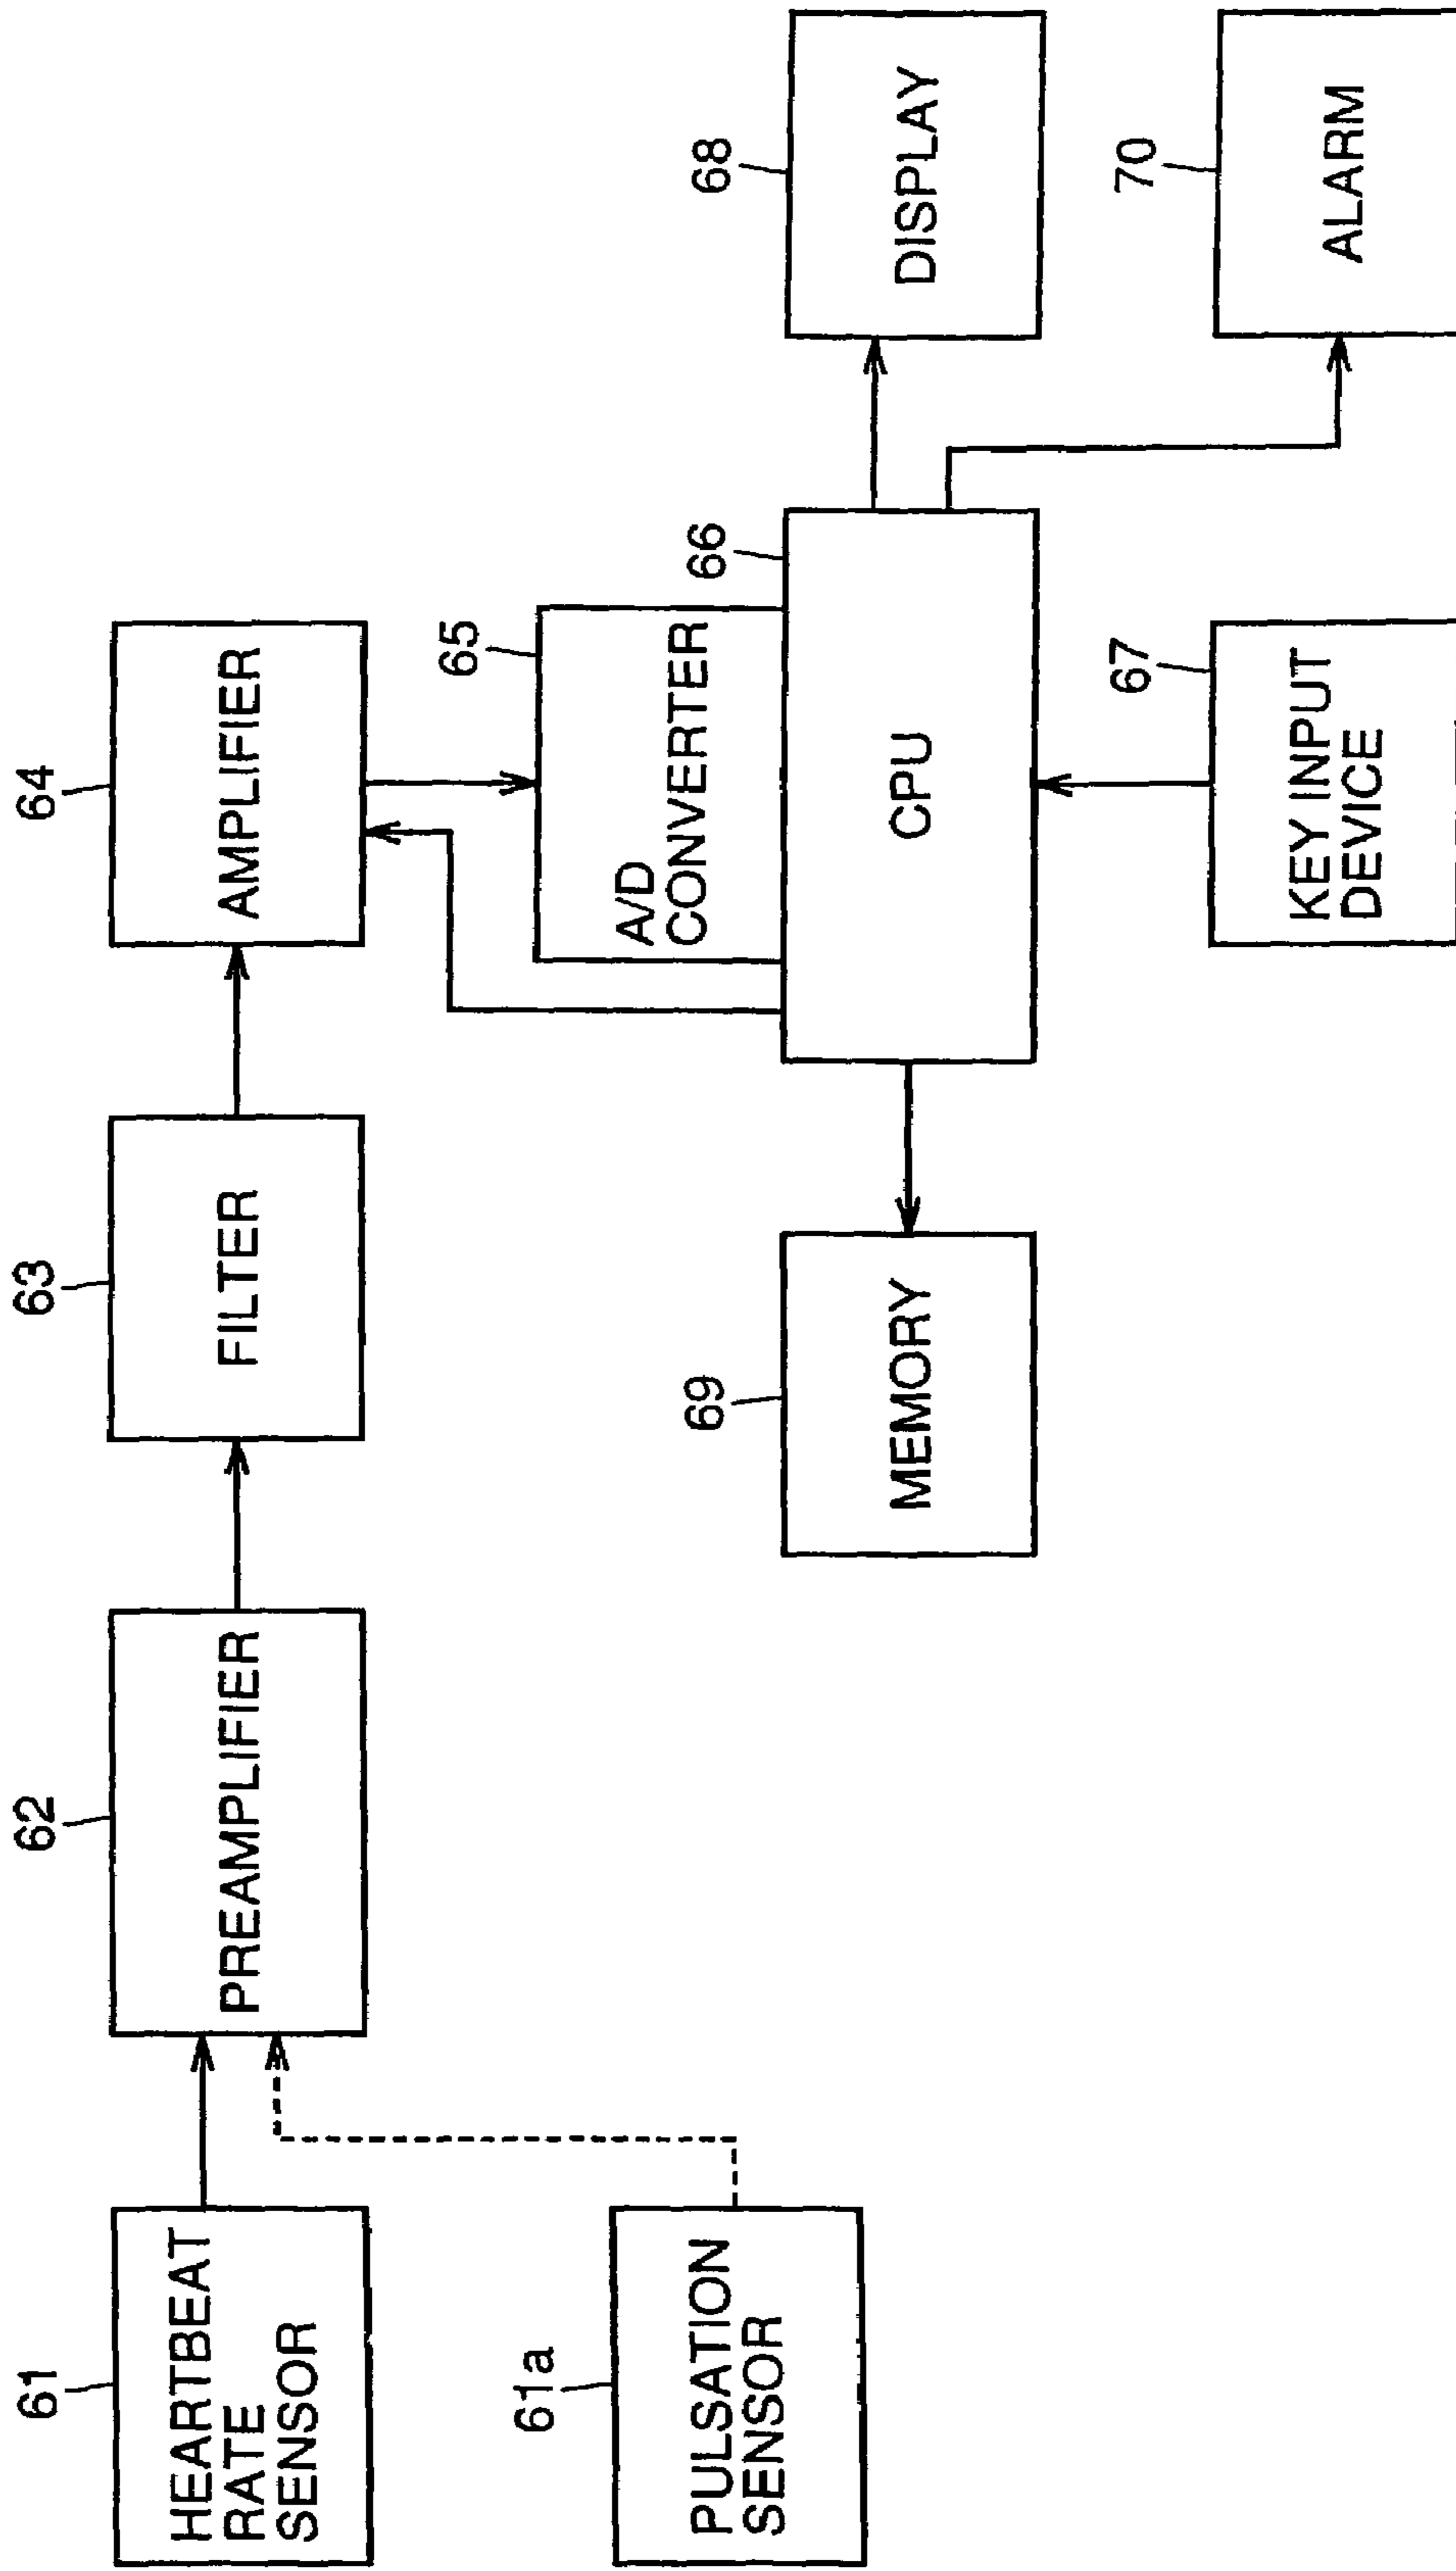 61
HEARTBEAT
RATE
SENSOR
62
PREAMPLIFIER
63
FILTER
64
AMPLIFIER
61a
PULSATION
SENSOR
65
A/D
CONVERTER
66
CPU
67
KEY INPUT
DEVICE
68
DISPLAY
69
MEMORY
70
ALARM